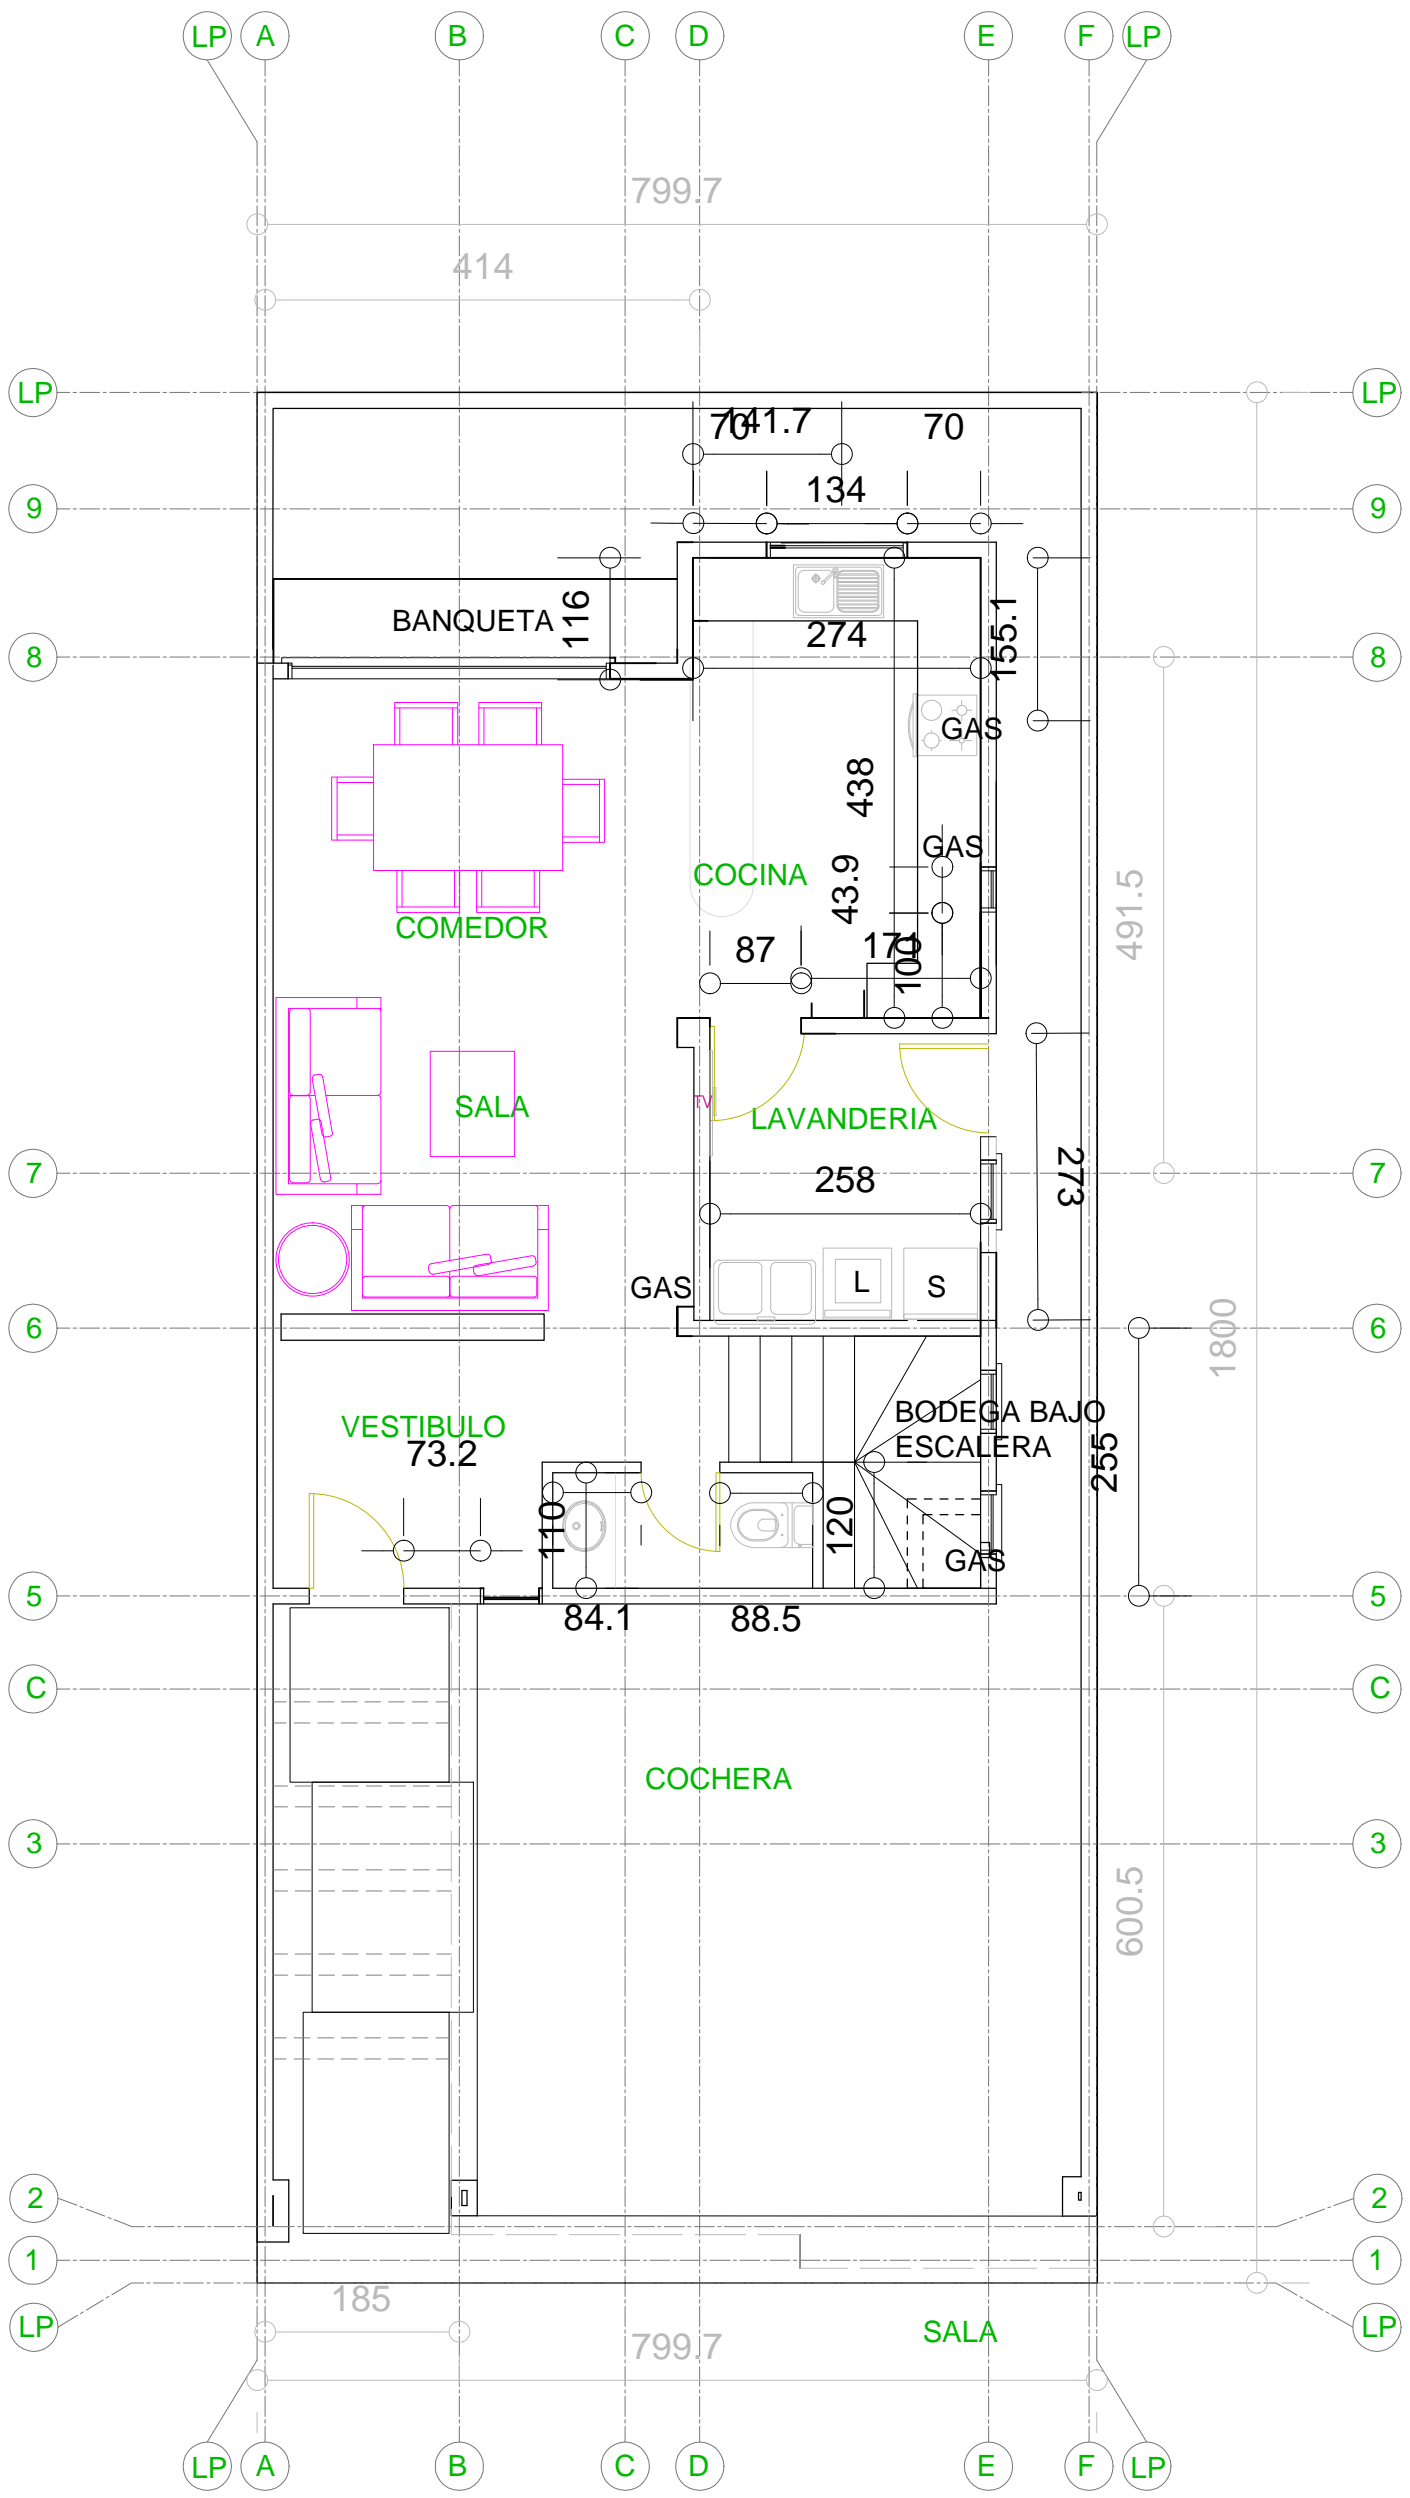 LP A B C D E F LP
799.7
414
LP LP
70 141.7 70
134
9 9
116
BANQUETA
274
155.1
8 8
GAS
438
GAS
43.9
COCINA
491.5
COMEDOR
87 171
100
TV
SALA
LAVANDERIA
273
7 7
258
L S
GAS
1800
6 6
BODEGA BAJO
ESCALERA
VESTIBULO
73.2
255
110
120
GAS
5 5
84.1 88.5
C C
COCHERA
3 3
600.5
2 2
1 1
185
LP LP
SALA
799.7
LP A B C D E F LP